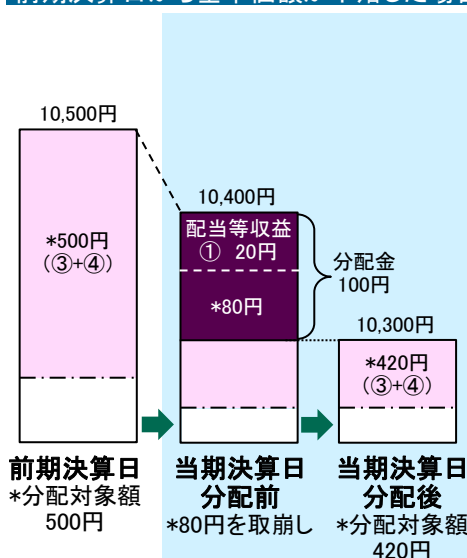 前期決算日から基準価額が下落した場合
10,500円
*500円
(③+④)
10,400円
配当等収益
① 20円
*80円
分配金
100円
10,300円
*420円
(③+④)
前期決算日
*分配対象額
500円
当期決算日
分配前
*80円を取崩し
当期決算日
分配後
*分配対象額
420円